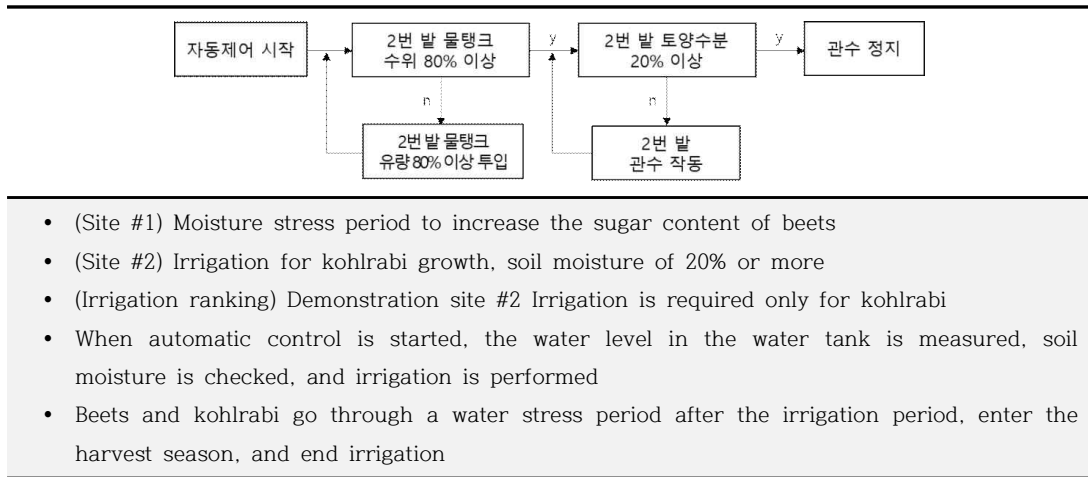 자동제어 시작
2번 밭 물탱크
수위 80% 이상
y
2번 밭 토양수분
20% 이상
y
관수 정지
n
n
2번 밭 물탱크
유량 80% 이상 투입
2번 밭
관수 작동
• (Site #1) Moisture stress period to increase the sugar content of beets
• (Site #2) Irrigation for kohlrabi growth, soil moisture of 20% or more
• (Irrigation ranking) Demonstration site #2 Irrigation is required only for kohlrabi
• When automatic control is started, the water level in the water tank is measured, soil
moisture is checked, and irrigation is performed
• Beets and kohlrabi go through a water stress period after the irrigation period, enter the
harvest season, and end irrigation